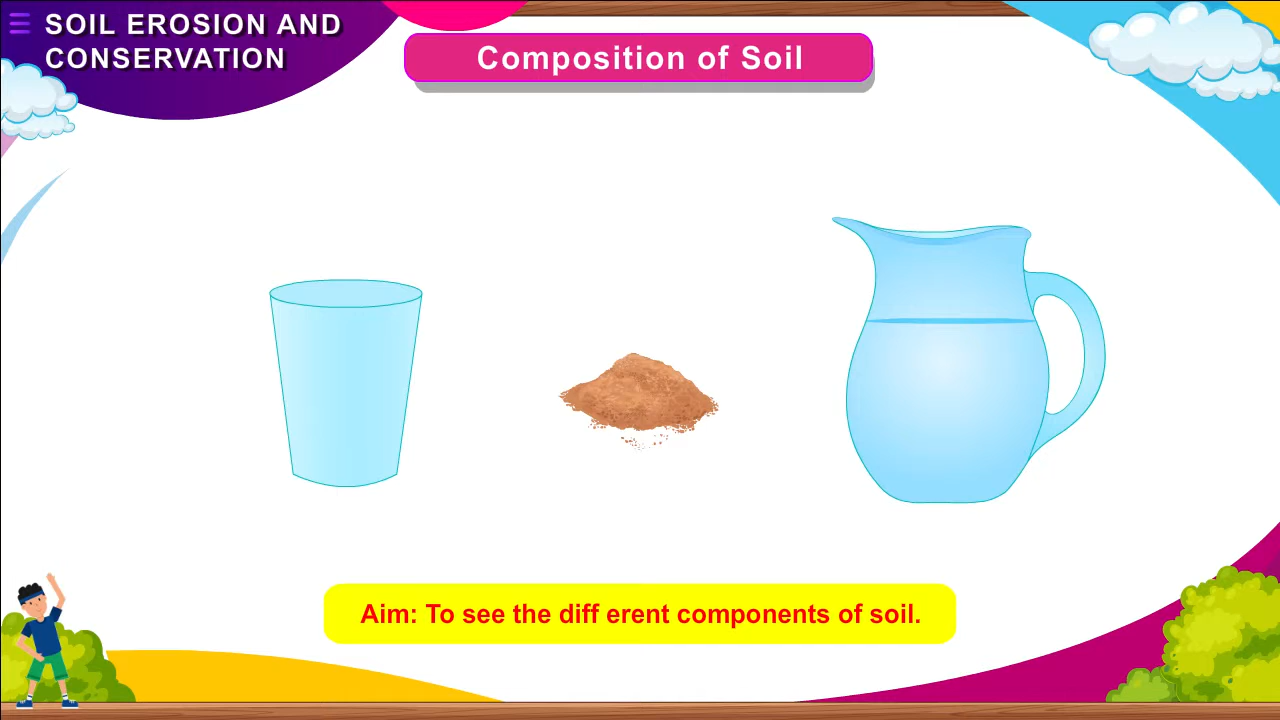 SOIL EROSION AND
CONSERVATION
Composition of Soil
Aim: To see the diff erent components of soil.